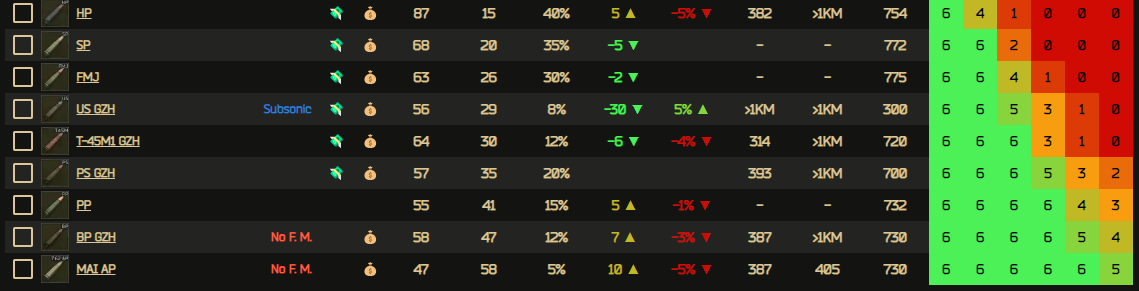 HP 87 15 40% 5 ▲ -5% ▼ 382 >1KM 754 6 4 1 0 0 0
SP 68 20 35% -5 ▼ - - 772 6 6 2 0 0 0
FMJ 63 26 30% -2 ▼ - - 775 6 6 4 1 0 0
US GZH Subsonic 56 29 8% -30 ▼ 5% ▲ >1KM >1KM 300 6 6 5 3 1 0
T-45M1 GZH 64 30 12% -6 ▼ -4% ▼ 314 >1KM 720 6 6 6 3 1 0
PS GZH 57 35 20% 393 >1KM 700 6 6 6 5 3 2
PP 55 41 15% 5 ▲ -1% ▼ - - 732 6 6 6 6 4 3
BP GZH No F. M. 58 47 12% 7 ▲ -3% ▼ 387 >1KM 730 6 6 6 6 5 4
MAI AP No F. M. 47 58 5% 10 ▲ -5% ▼ 387 405 730 6 6 6 6 6 5